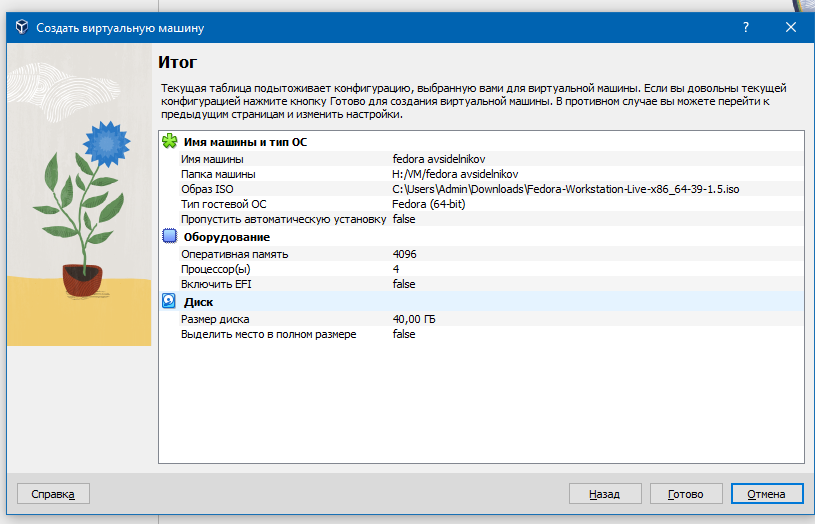 Создать виртуальную машину
?
Итог
Текущая таблица подытоживает конфигурацию, выбранную вами для виртуальной машины. Если вы довольны текущей
конфигурацией нажмите кнопку Готово для создания виртуальной машины. В противном случае вы можете перейти к
предыдущим страницам и изменить настройки.
Имя машины и тип ОС
Имя машины fedora avsidelnikov
Папка машины H:/VM/fedora avsidelnikov
Образ ISO C:\Users\Admin\Downloads\Fedora-Workstation-Live-x86_64-39-1.5.iso
Тип гостевой ОС Fedora (64-bit)
Пропустить автоматическую установку false
Оборудование
Оперативная память 4096
Процессор(ы) 4
Включить EFI false
Диск
Размер диска 40,00 ГБ
Выделить место в полном размере false
Справка Назад Готово Отмена